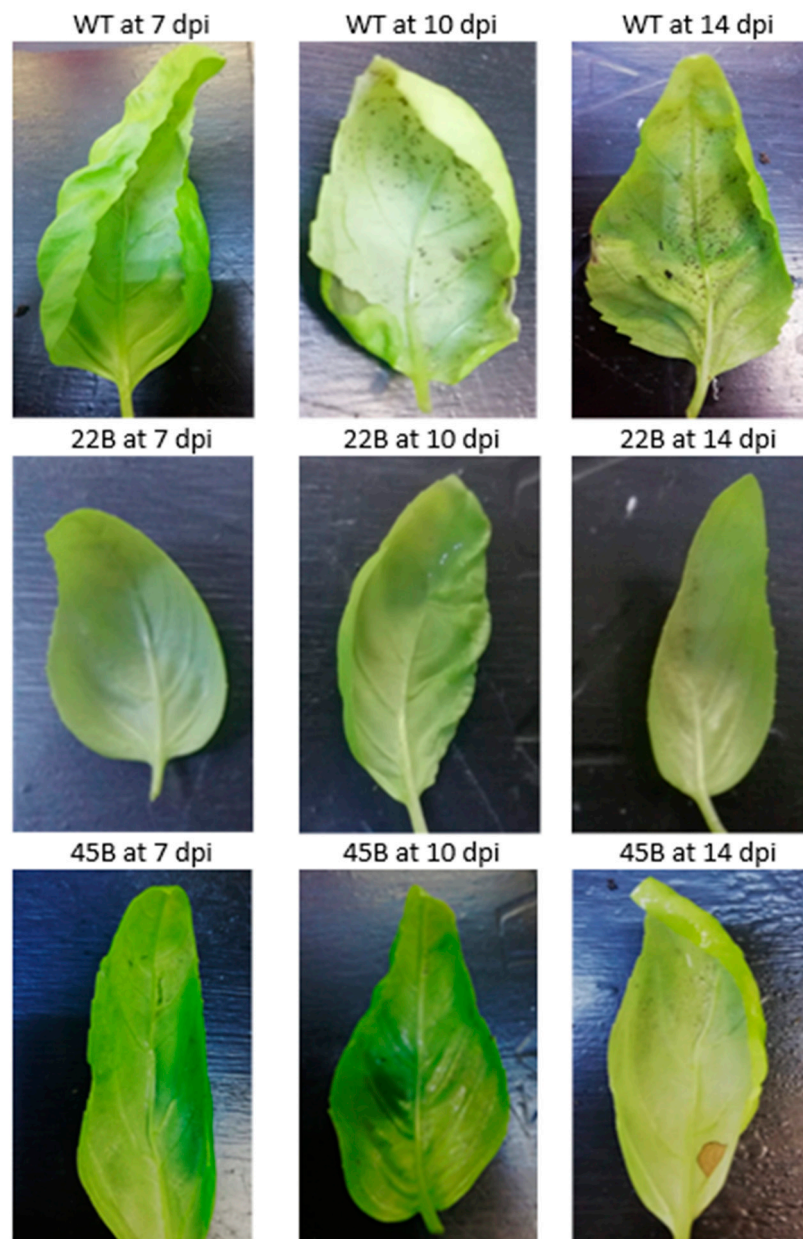 WT at 7 dpi
WT at 10 dpi
WT at 14 dpi
22B at 7 dpi
22B at 10 dpi
22B at 14 dpi
45B at 7 dpi
45B at 10 dpi
45B at 14 dpi